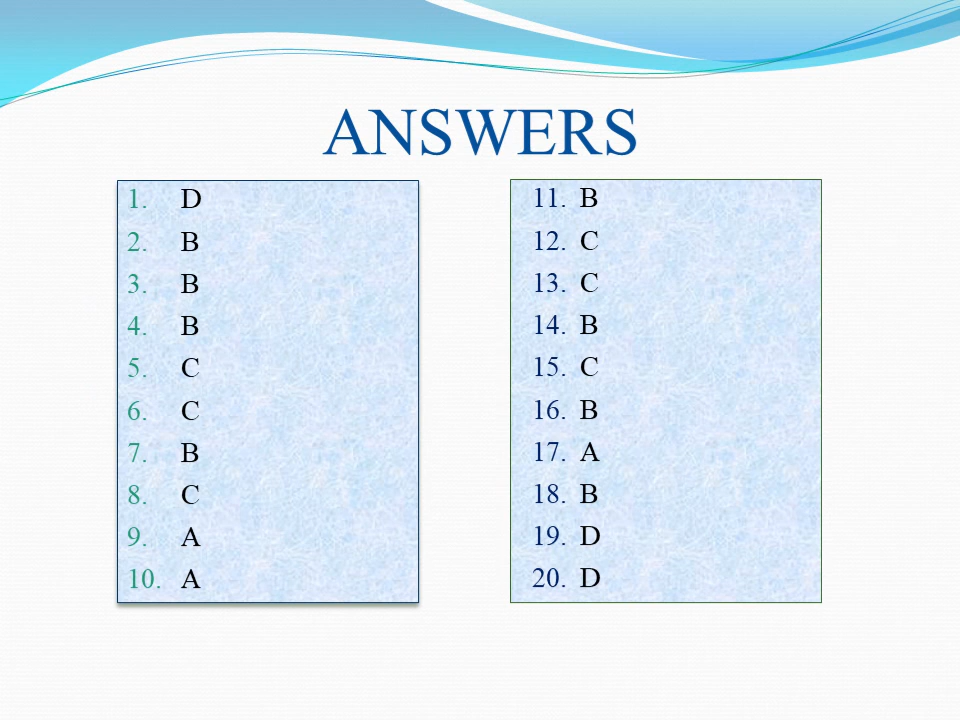 ANSWERS
1. D
2. B
3. B
4. B
5. C
6. C
7. B
8. C
9. A
10. A
11. B
12. C
13. C
14. B
15. C
16. B
17. A
18. B
19. D
20. D